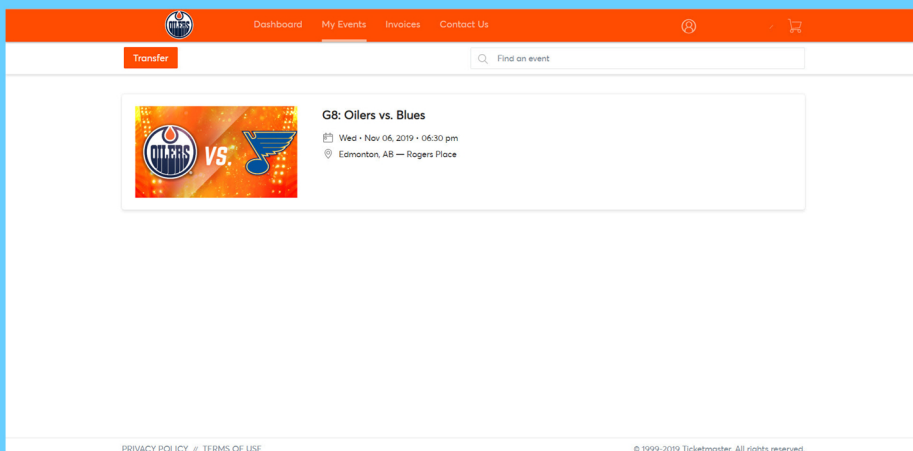 OILERS
Dashboard My Events Invoices Contact Us
Transfer
Find an event
OILERS VS.
G8: Oilers vs. Blues
Wed • Nov 06, 2019 • 06:30 pm
Edmonton, AB — Rogers Place
PRIVACY POLICY // TERMS OF USE
© 1999-2019 Ticketmaster. All rights reserved.